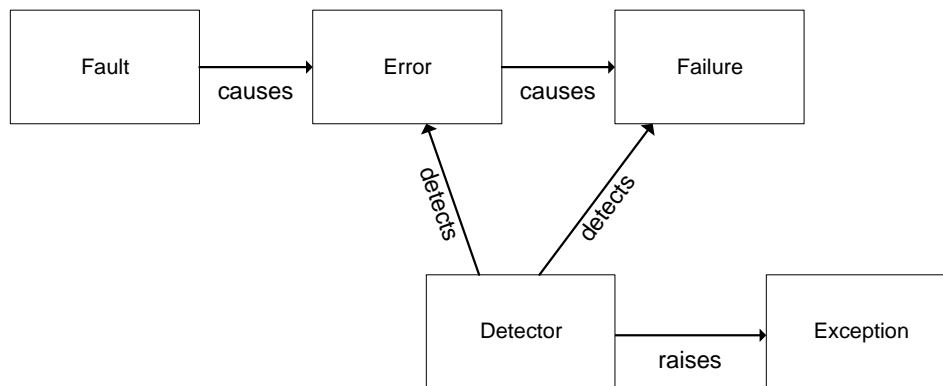 Fault
Error
Failure
causes
causes
detects
detects
Detector
Exception
raises